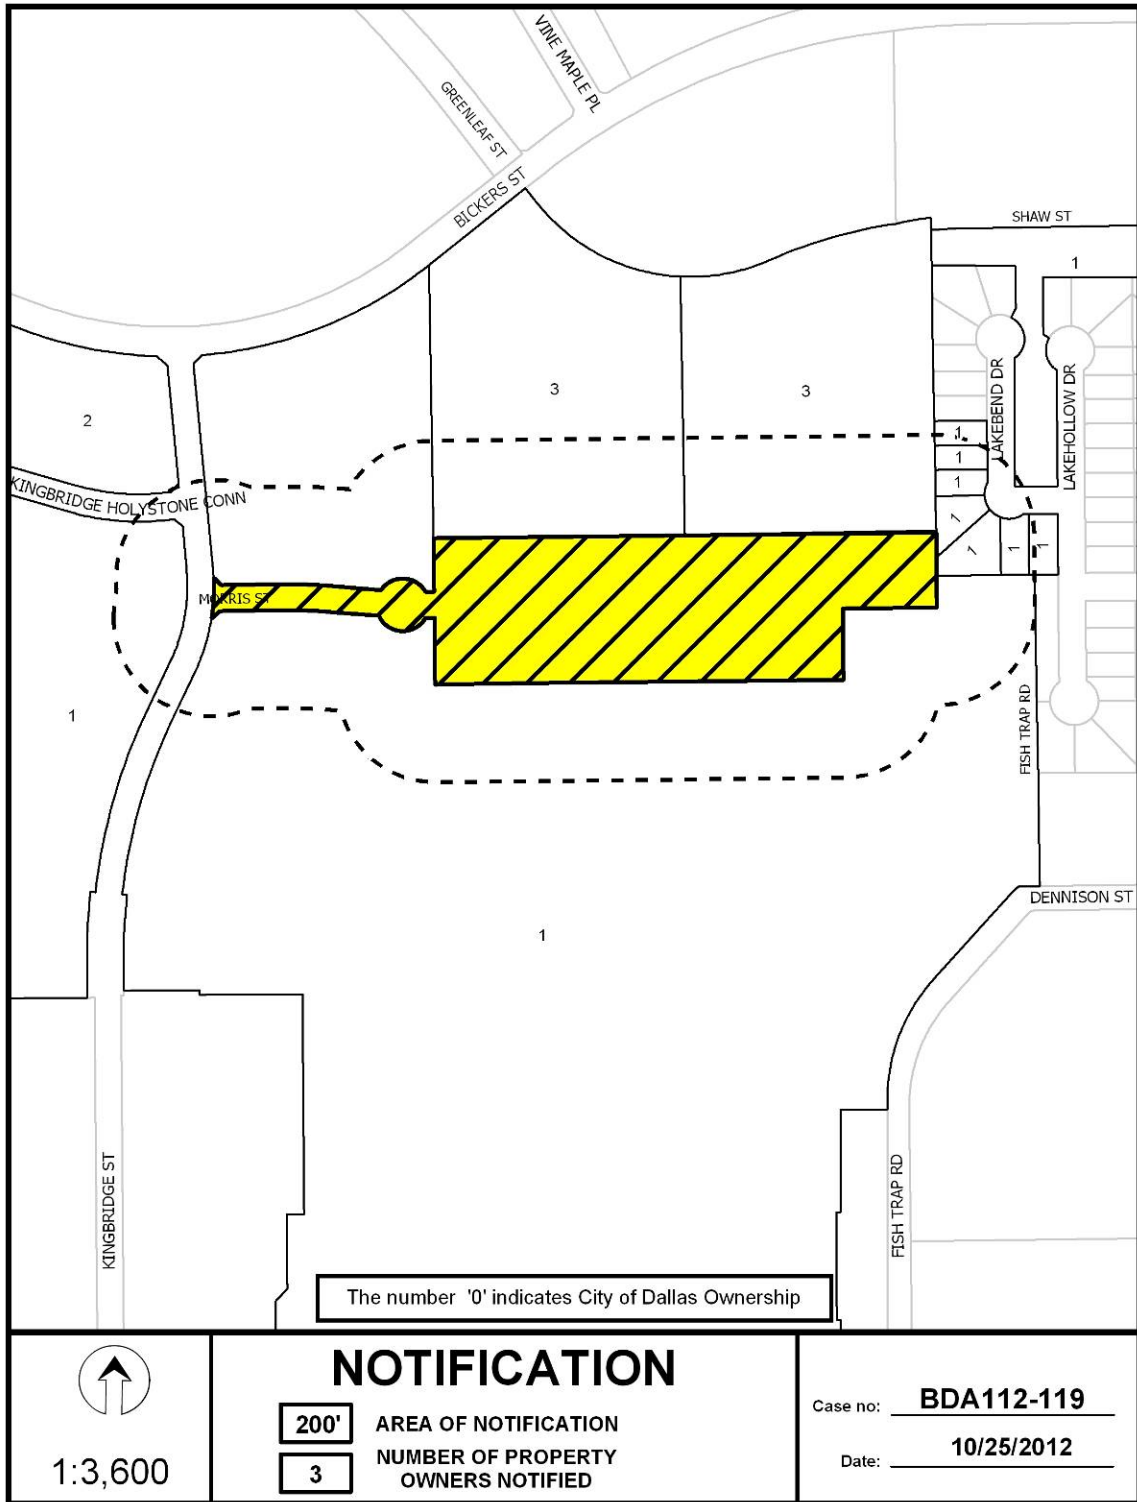 VINE MAPLE PL
GREENLEAF ST
BICKERS ST
SHAW ST
1
LAKEBEND DR
LAKEHOLLOW DR
3
3
2
1
1
1
KINGBRIDGE HOLYSTONE CONN
1
1
1
1
MORRIS ST
1
FISH TRAP RD
DENNISON ST
1
KINGBRIDGE ST
FISH TRAP RD
The number '0' indicates City of Dallas Ownership
1:3,600
NOTIFICATION
200' AREA OF NOTIFICATION
3 NUMBER OF PROPERTY
OWNERS NOTIFIED
Case no: BDA112-119
Date: 10/25/2012